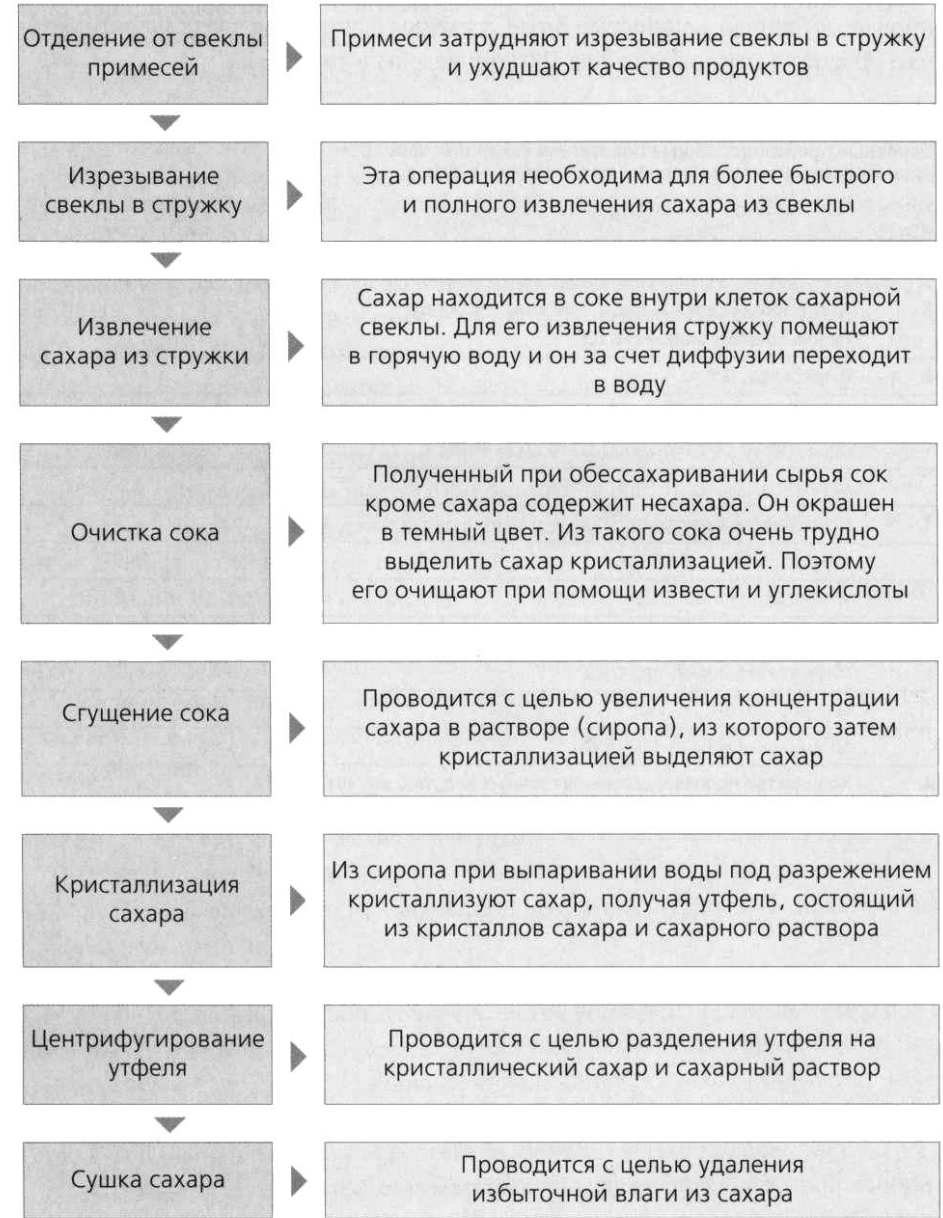 Отделение от свеклы
примесей
Примеси затрудняют изрезывание свеклы в стружку
и ухудшают качество продуктов
Изрезывание
свеклы в стружку
Эта операция необходима для более быстрого
и полного извлечения сахара из свеклы
Извлечение
сахара из стружки
Сахар находится в соке внутри клеток сахарной
свеклы. Для его извлечения стружку помещают
в горячую воду и он за счет диффузии переходит
в воду
Очистка сока
Полученный при обессахаривании сырья сок
кроме сахара содержит несахара. Он окрашен
в темный цвет. Из такого сока очень трудно
выделить сахар кристаллизацией. Поэтому
его очищают при помощи извести и углекислоты
Сгущение сока
Проводится с целью увеличения концентрации
сахара в растворе (сиропа), из которого затем
кристаллизацией выделяют сахар
Кристаллизация
сахара
Из сиропа при выпаривании воды под разрежением
кристаллизуют сахар, получая утфель, состоящий
из кристаллов сахара и сахарного раствора
Центрифугирование
утфеля
Проводится с целью разделения утфеля на
кристаллический сахар и сахарный раствор
Сушка сахара
Проводится с целью удаления
избыточной влаги из сахара